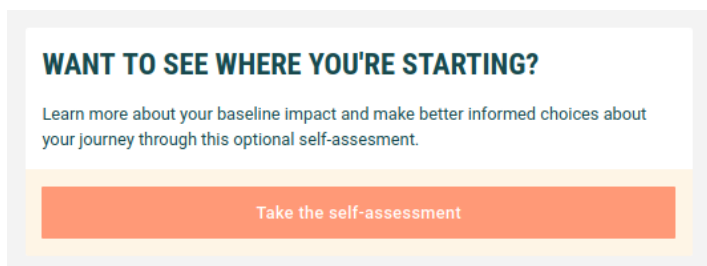 WANT TO SEE WHERE YOU'RE STARTING?
Learn more about your baseline impact and make better informed choices about
your journey through this optional self-assesment.
Take the self-assessment